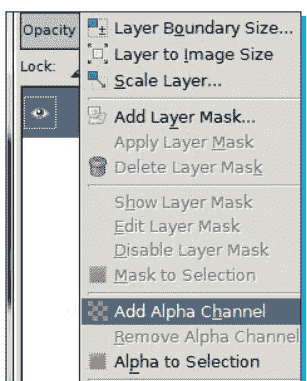 Opacity
Lock:
Layer Boundary Size...
Layer to Image Size
Scale Layer...
Add Layer Mask...
Apply Layer Mask
Delete Layer Mask
Show Layer Mask
Edit Layer Mask
Disable Layer Mask
Mask to Selection
Add Alpha Channel
Remove Alpha Channel
Alpha to Selection